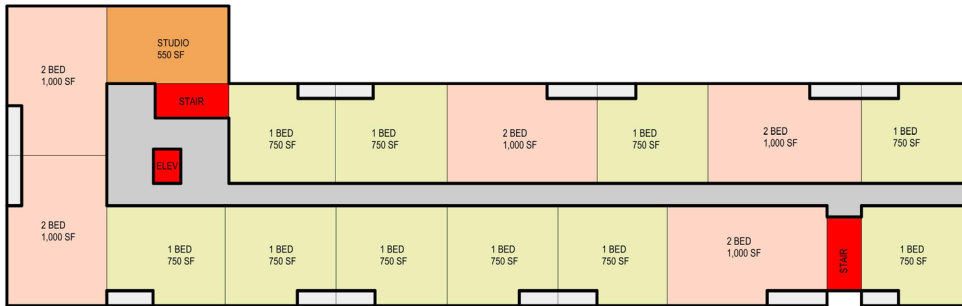 STUDIO
550 SF
2 BED
1,000 SF
STAIR
1 BED
750 SF
1 BED
750 SF
2 BED
1,000 SF
1 BED
750 SF
2 BED
1,000 SF
1 BED
750 SF
ELEV
2 BED
1,000 SF
1 BED
750 SF
1 BED
750 SF
1 BED
750 SF
1 BED
750 SF
1 BED
750 SF
2 BED
1,000 SF
STAIR
1 BED
750 SF